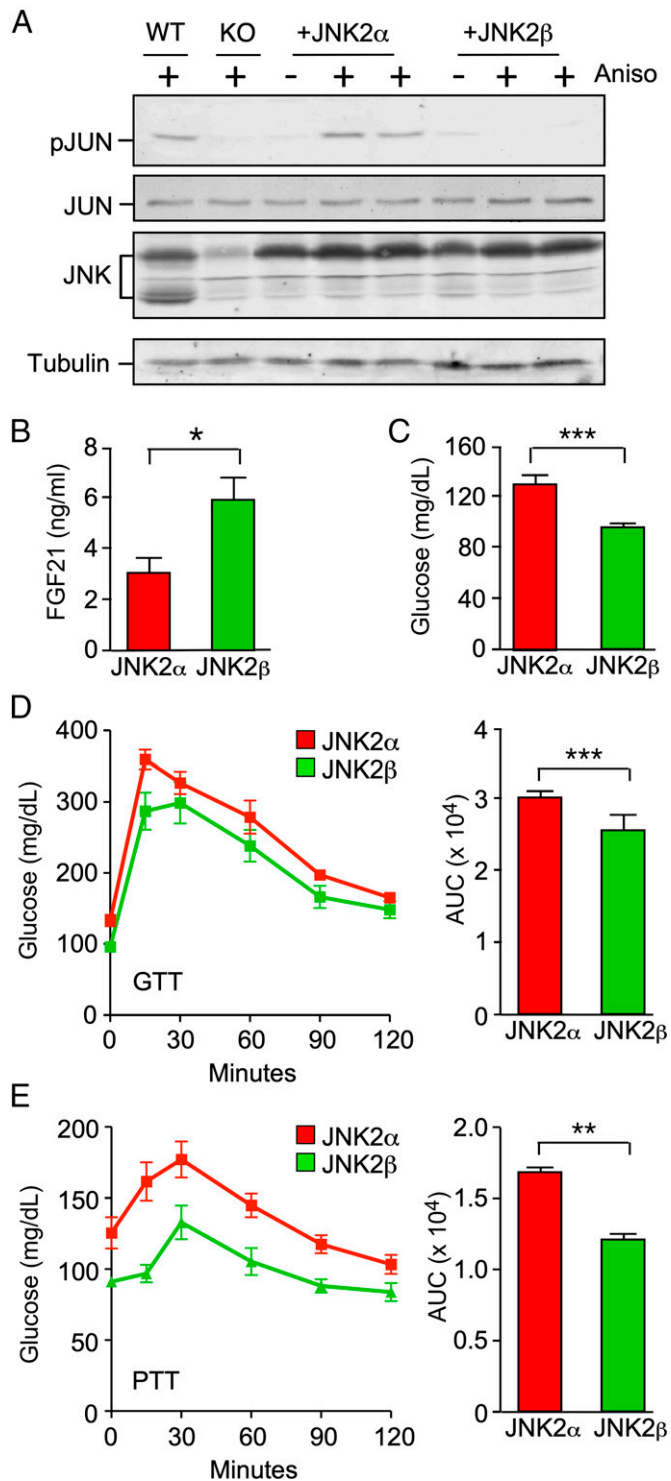 A
WT KO +JNK2α +JNK2β
+ + - + + - + + Aniso
pJUN
JUN
JNK
Tubulin
B
*
FGF21 (ng/ml)
8
6
4
2
0
JNK2α JNK2β
C
***
Glucose (mg/dL)
160
120
80
40
0
JNK2α JNK2β
D
JNK2α
JNK2β
Glucose (mg/dL)
400
300
200
100
0
GTT
0 30 60 90 120
Minutes
***
AUC (x 10⁴)
4
3
2
1
0
JNK2α JNK2β
E
JNK2α
JNK2β
Glucose (mg/dL)
200
150
100
50
0
PTT
0 30 60 90 120
Minutes
**
AUC (x 10⁴)
2.0
1.5
1.0
0.5
0.0
JNK2α JNK2β